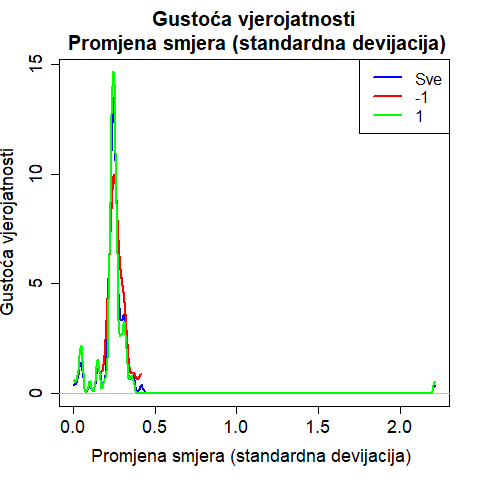 Gustoća vjerojatnosti
Promjena smjera (standardna devijacija)
Gustoća vjerojatnosti
15
10
5
0
Sve
-1
1
0.0
0.5
1.0
1.5
2.0
Promjena smjera (standardna devijacija)